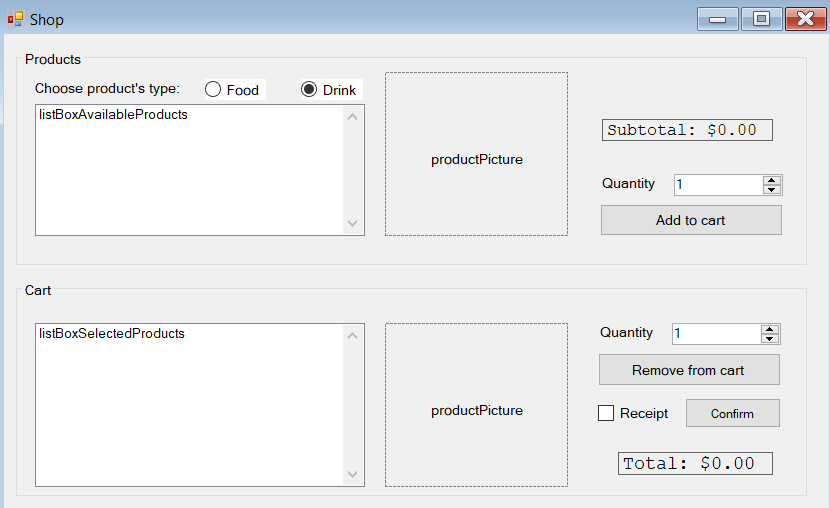 Shop
Products
Choose product's type: Food Drink
listBoxAvailableProducts
productPicture
Subtotal: $0.00
Quantity 1
Add to cart
Cart
listBoxSelectedProducts
productPicture
Quantity 1
Remove from cart
Receipt Confirm
Total: $0.00